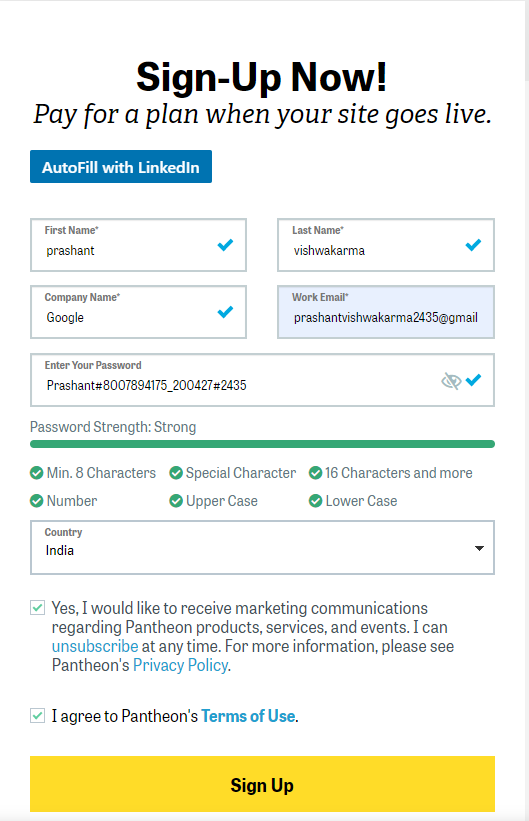 Sign-Up Now!
Pay for a plan when your site goes live.
AutoFill with LinkedIn
First Name*
prashant
Last Name*
vishwakarma
Company Name*
Google
Work Email*
prashantvishwakarma2435@gmail
Enter Your Password
Prashant#8007894175_200427#2435
Password Strength: Strong
Min. 8 Characters
Special Character
16 Characters and more
Number
Upper Case
Lower Case
Country
India
Yes, I would like to receive marketing communications
regarding Pantheon products, services, and events. I can
unsubscribe at any time. For more information, please see
Pantheon's Privacy Policy.
I agree to Pantheon's Terms of Use.
Sign Up